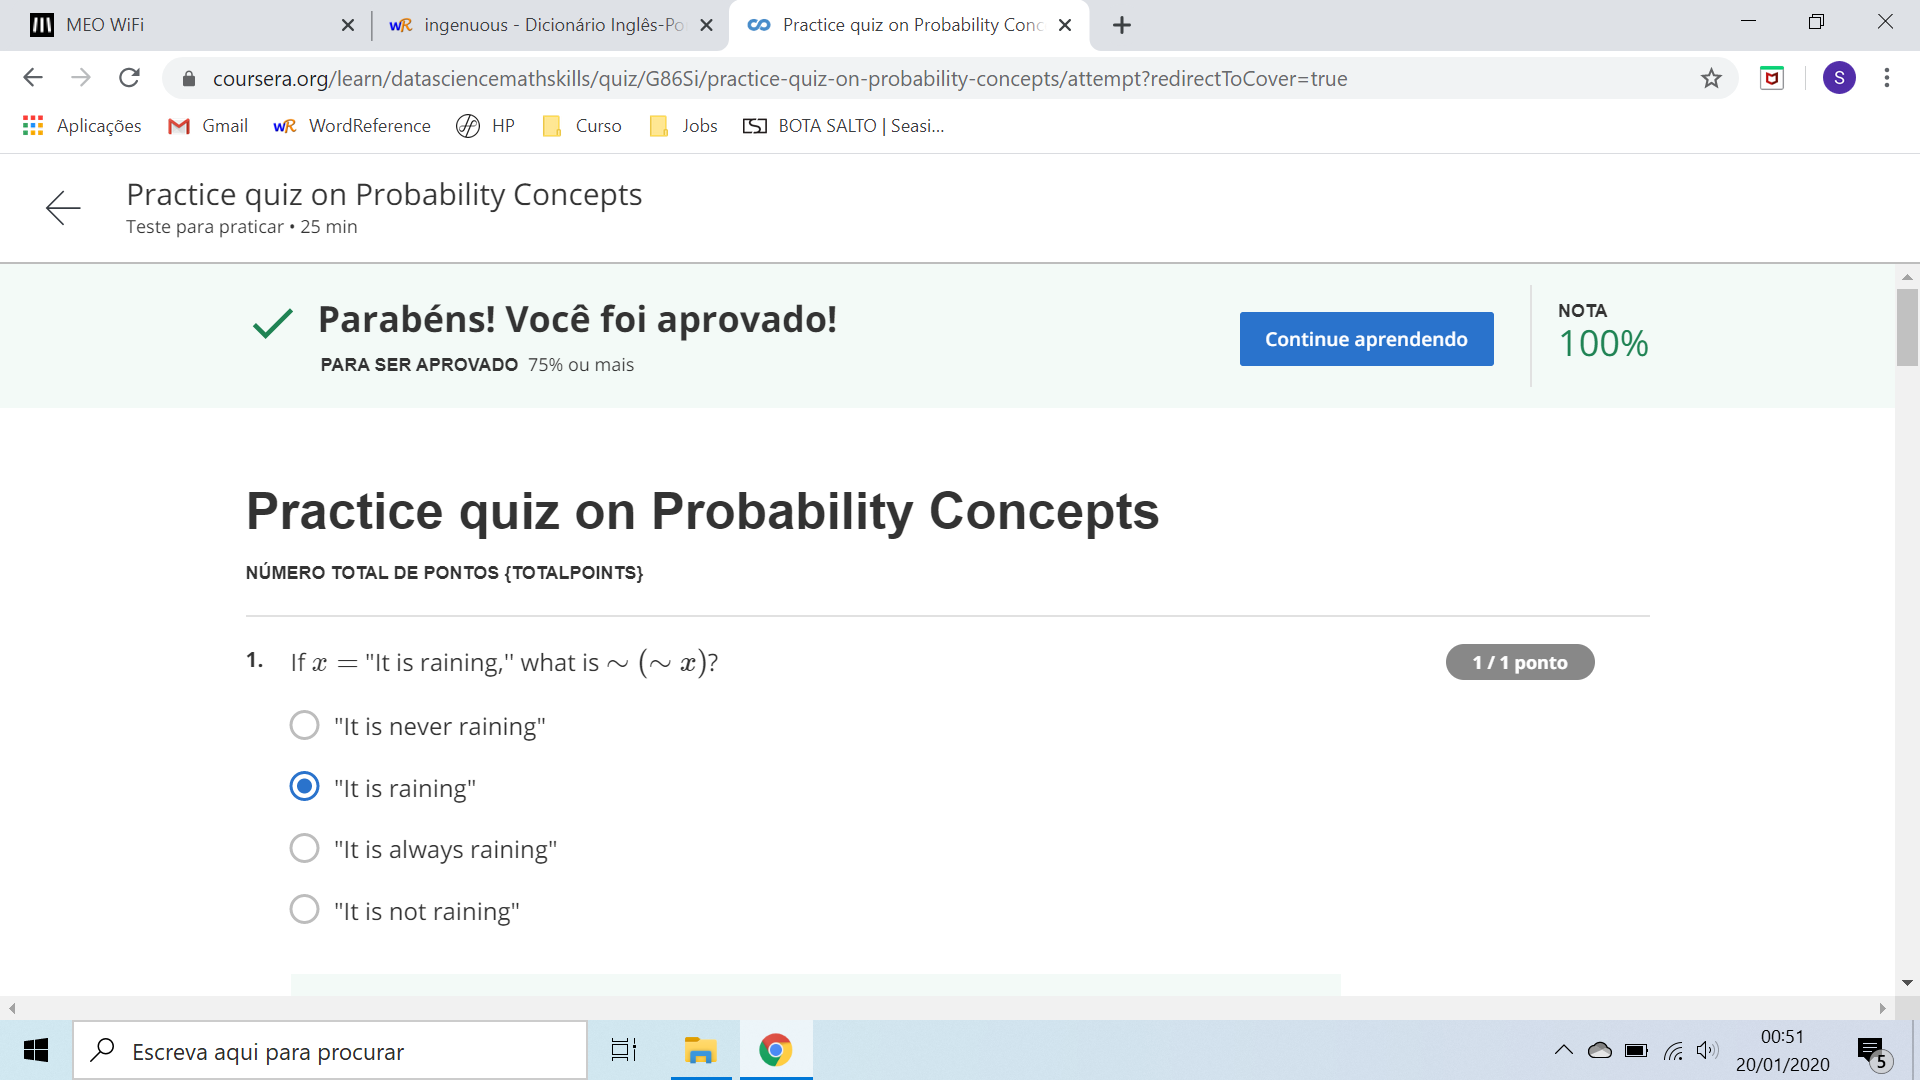 MEO WiFi
ingenuous - Dicionário Inglês-Po
Practice quiz on Probability Conc
coursera.org/learn/datasciencemathskills/quiz/G86Si/practice-quiz-on-probability-concepts/attempt?redirectToCover=true
S
Aplicações
Gmail
WordReference
HP
Curso
Jobs
BOTA SALTO | Seasi...
Practice quiz on Probability Concepts
Teste para praticar • 25 min
Parabéns! Você foi aprovado!
PARA SER APROVADO 75% ou mais
Continue aprendendo
NOTA
100%
Practice quiz on Probability Concepts
NÚMERO TOTAL DE PONTOS {TOTALPOINTS}
1. If x = "It is raining,'' what is ∼ (∼ x)?
1 / 1 ponto
"It is never raining"
"It is raining"
"It is always raining"
"It is not raining"
Escreva aqui para procurar
00:51
20/01/2020
5